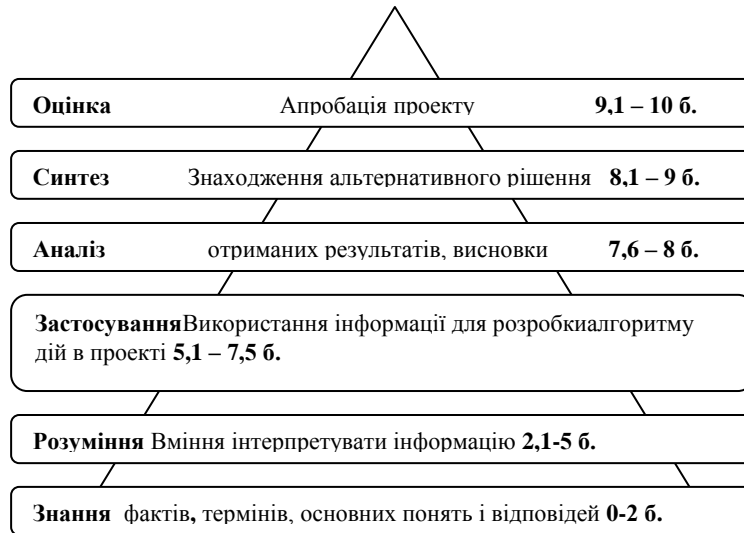 Оцінка Апробація проекту 9,1 – 10 б.
Синтез Знаходження альтернативного рішення 8,1 – 9 б.
Аналіз отриманих результатів, висновки 7,6 – 8 б.
ЗастосуванняВикористання інформації для розробкиалгоритму
дій в проекті 5,1 – 7,5 б.
Розуміння Вміння інтерпретувати інформацію 2,1-5 б.
Знання фактів, термінів, основних понять і відповідей 0-2 б.